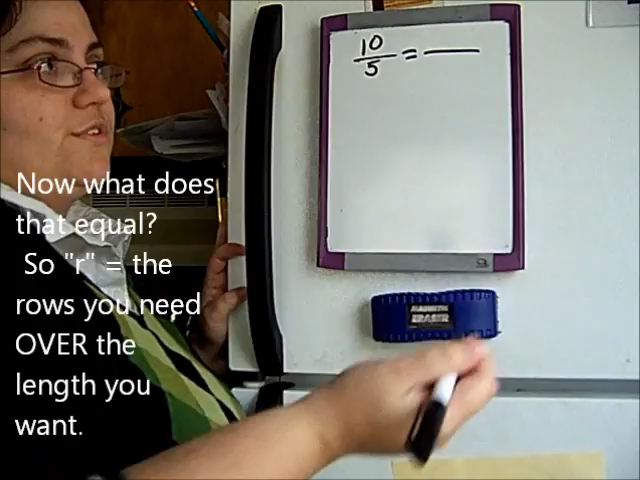 10
5 =
Now what does
that equal?
So "r" = the
rows you need
OVER the
length you
want.
MAGNETIC
ERASER